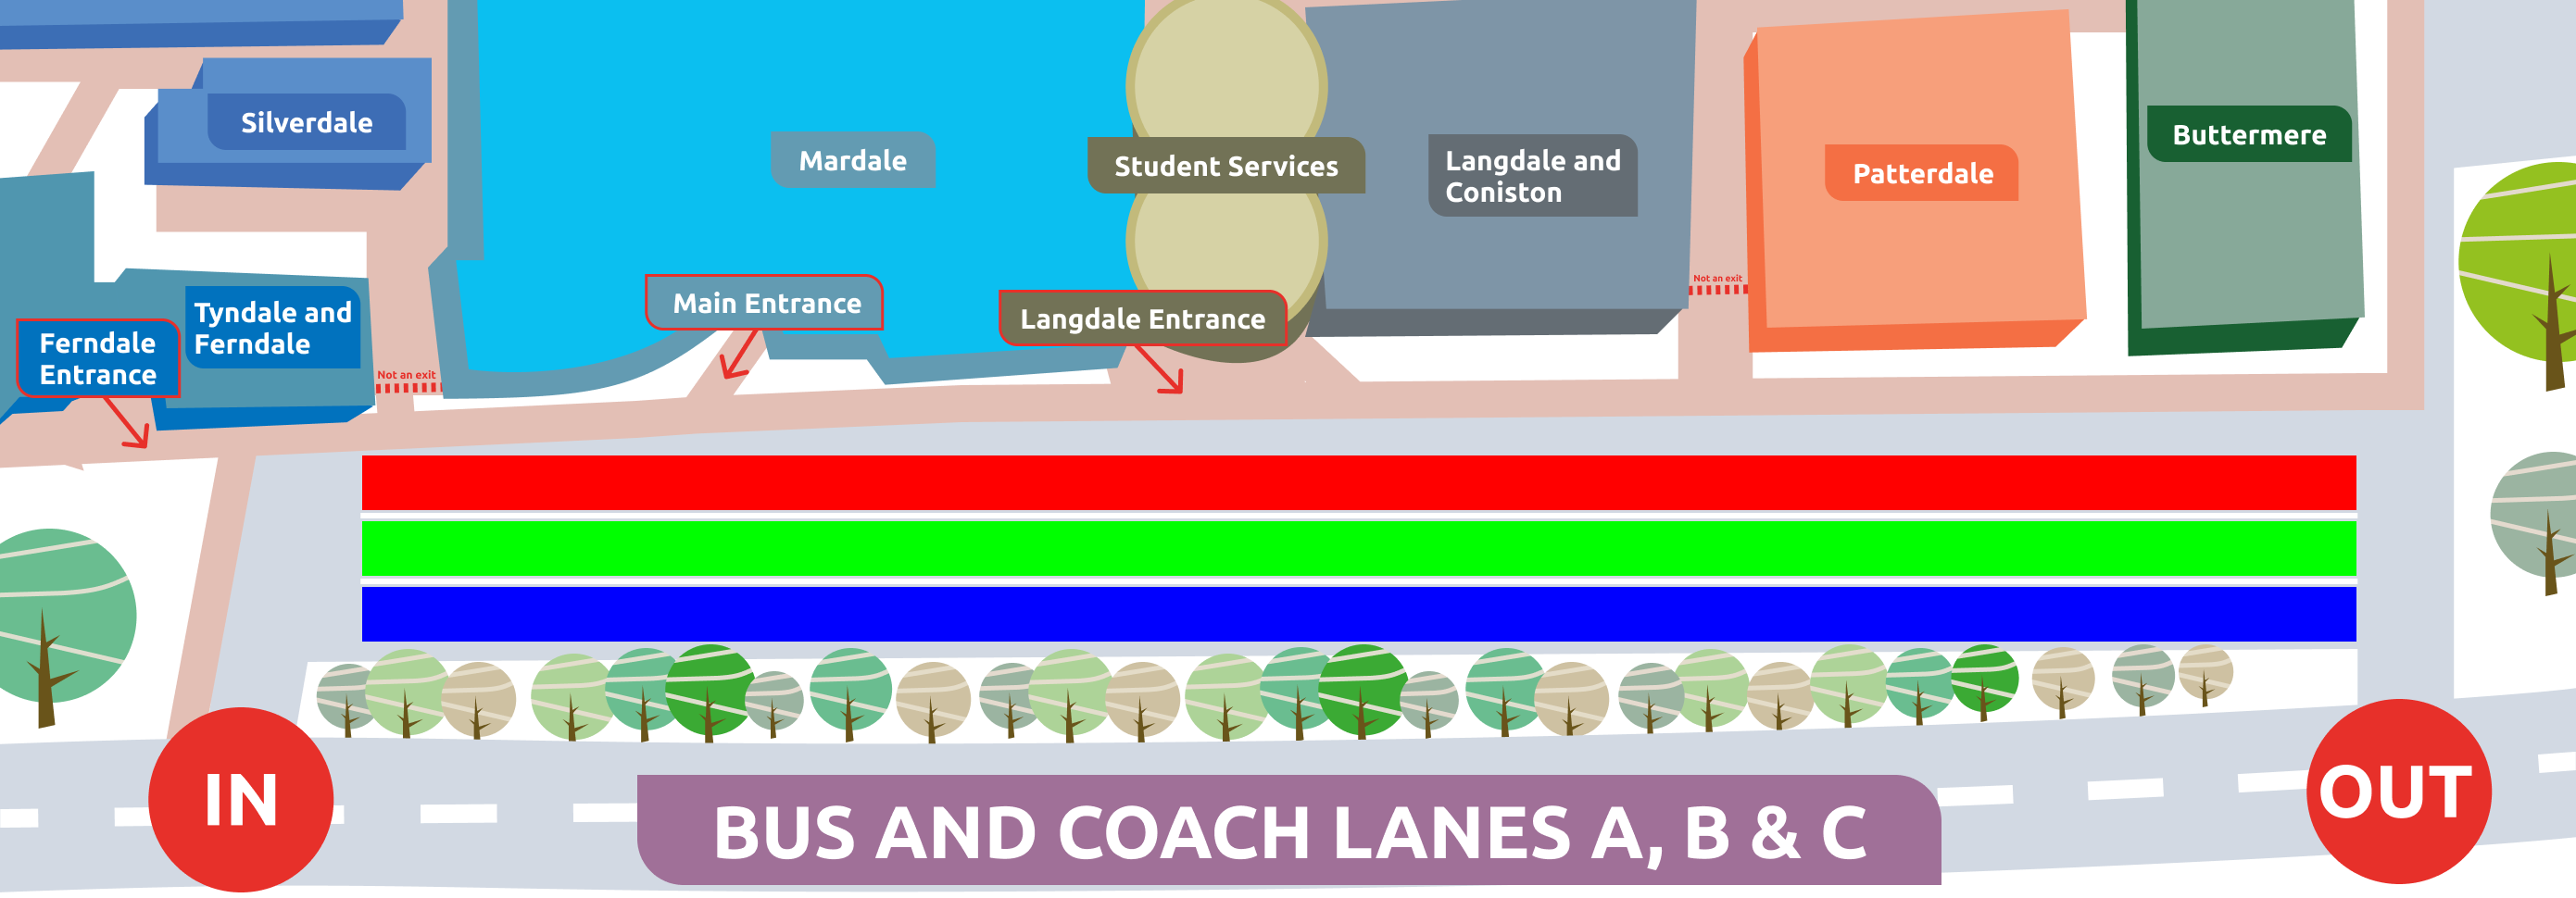 Silverdale
Mardale
Student Services
Langdale and
Coniston
Patterdale
Buttermere
Tyndale and
Ferndale
Ferndale
Entrance
Not an exit
Main Entrance
Langdale Entrance
Not an exit
IN
BUS AND COACH LANES A, B & C
OUT